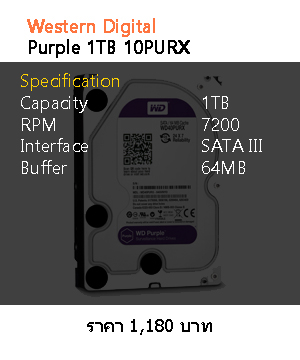 Western Digital
Purple 1TB 10PURX
Specification
Capacity 1TB
RPM 7200
Interface SATA III
Buffer 64MB
WD
WD Purple
ราคา 1,180 บาท